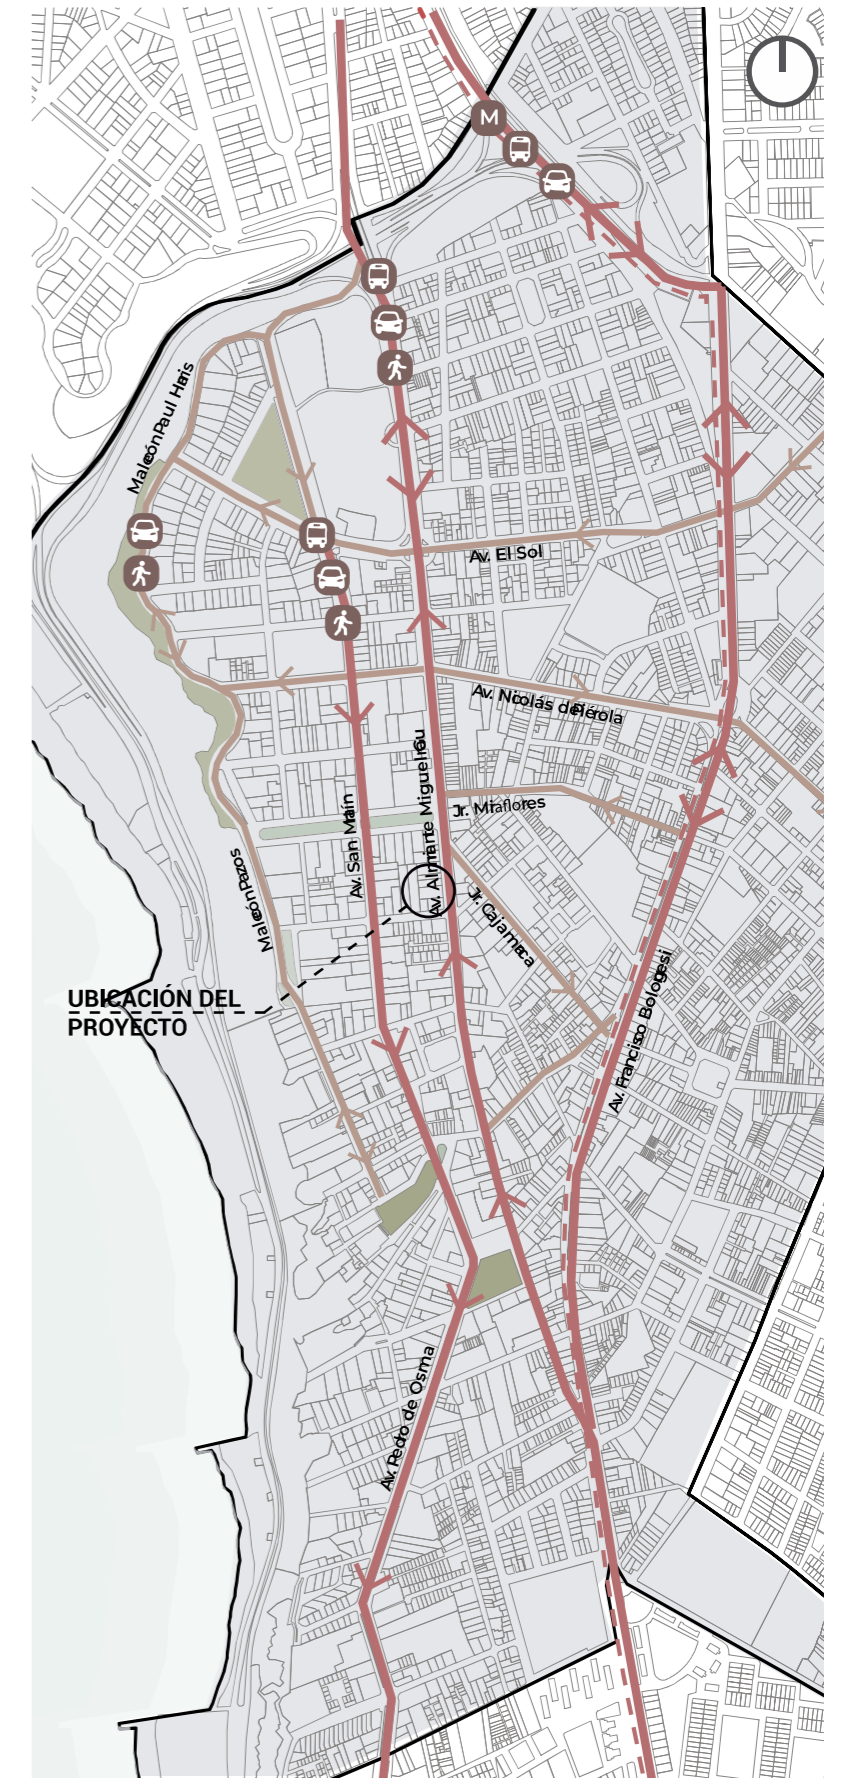 M
Malecón Paul Harris
Av. El Sol
Av. Nicolás de Piérola
Jr. Miraflores
Av. San Martín
Av. Almirante Miguel Grau
Jr. Cajamarca
Malecón Pazos
UBICACIÓN DEL
PROYECTO
Av. Francisco Bolognesi
Av. Pedro de Osma